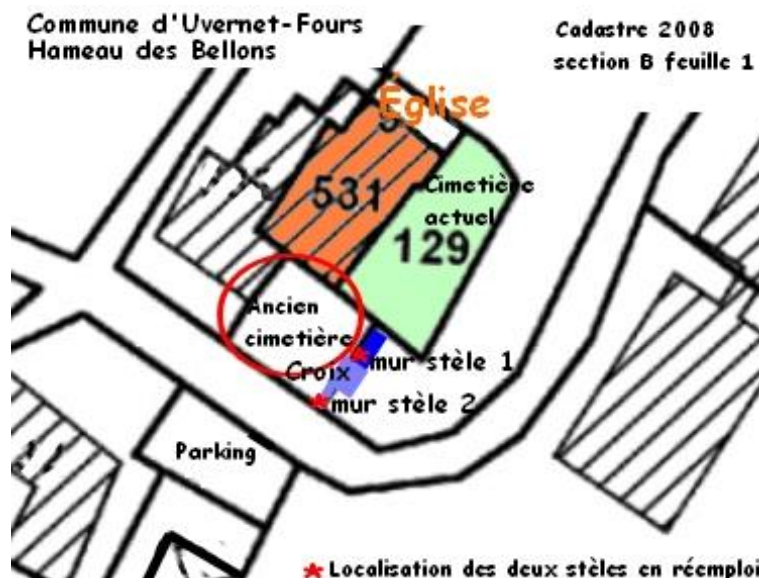 Commune d'Uvernet-Fours
Hameau des Bellons
Cadastre 2008
section B feuille 1
Église
531
Cimetière
actuel
129
Ancien
cimetière
Croix
mur stèle 1
mur stèle 2
Parking
* Localisation des deux stèles en réemploi